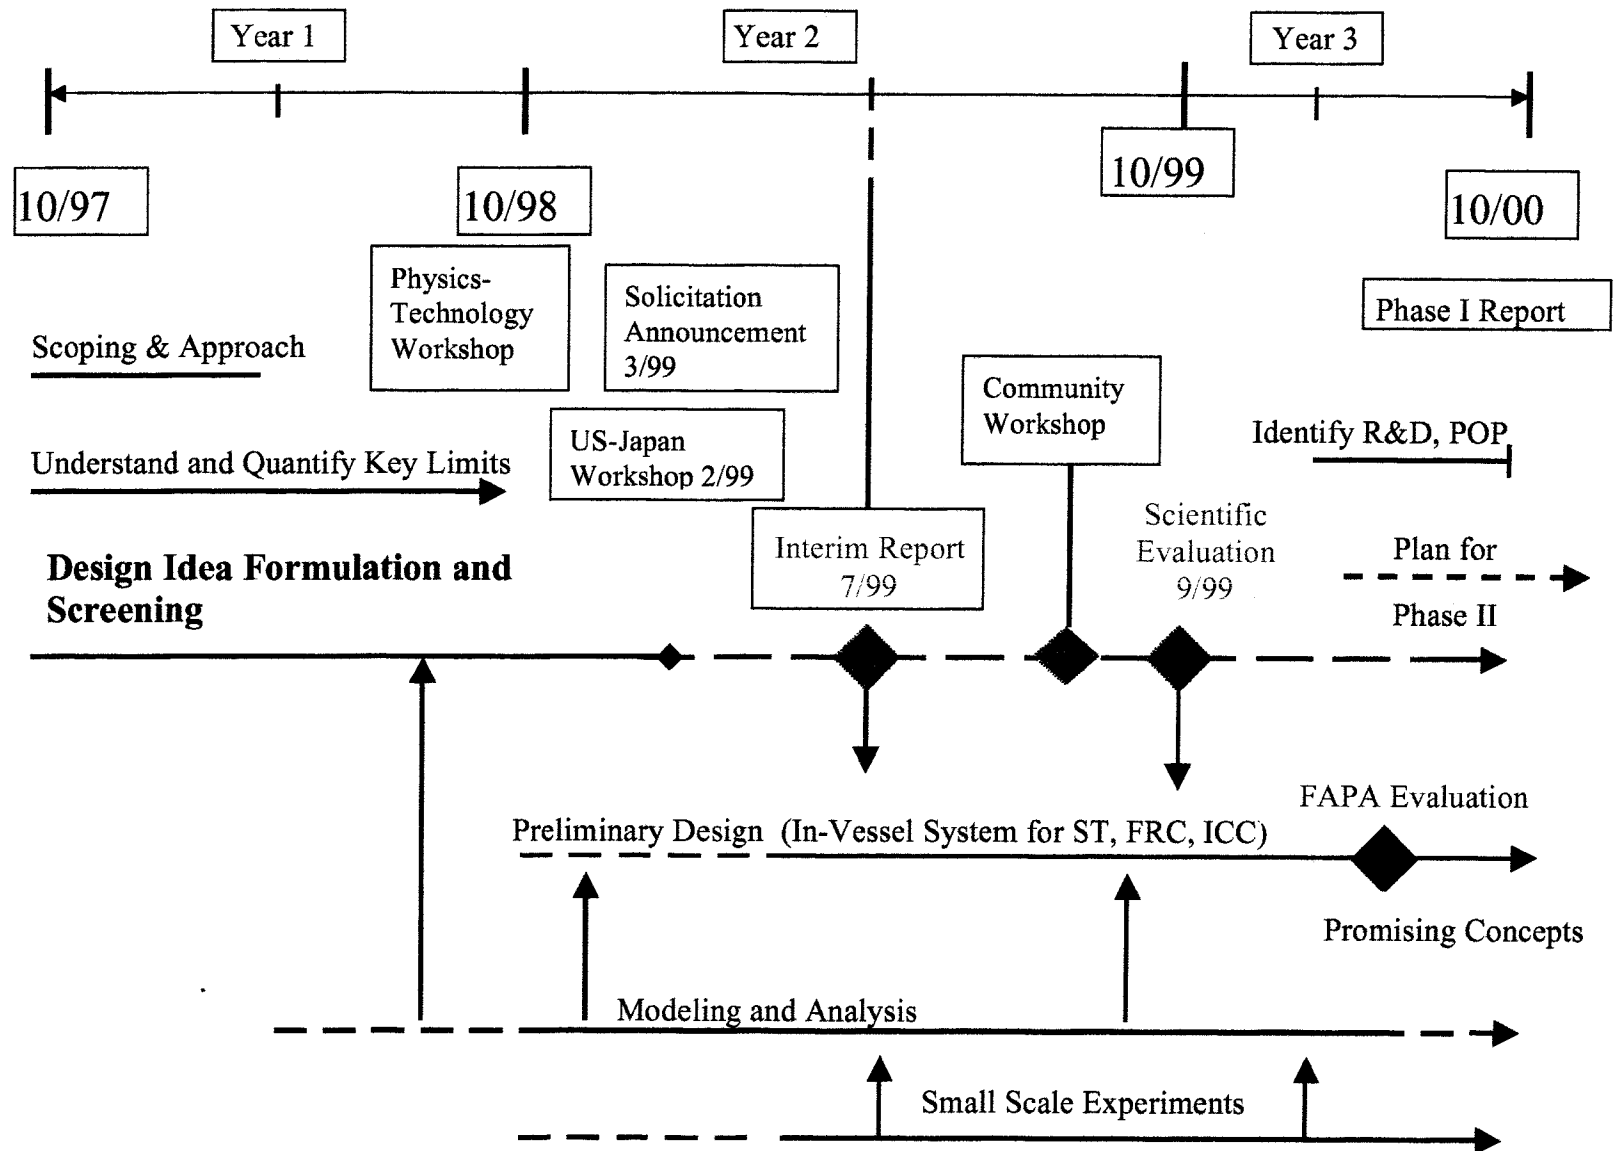 Year 1
Year 2
Year 3
10/97
10/98
10/99
10/00
Physics-
Technology
Workshop
Solicitation
Announcement
3/99
Phase I Report
Scoping & Approach
US-Japan
Workshop 2/99
Community
Workshop
Identify R&D, POP
Understand and Quantify Key Limits
Interim Report
7/99
Scientific
Evaluation
9/99
Plan for
Phase II
Design Idea Formulation and
Screening
FAPA Evaluation
Preliminary Design (In-Vessel System for ST, FRC, ICC)
Promising Concepts
Modeling and Analysis
Small Scale Experiments